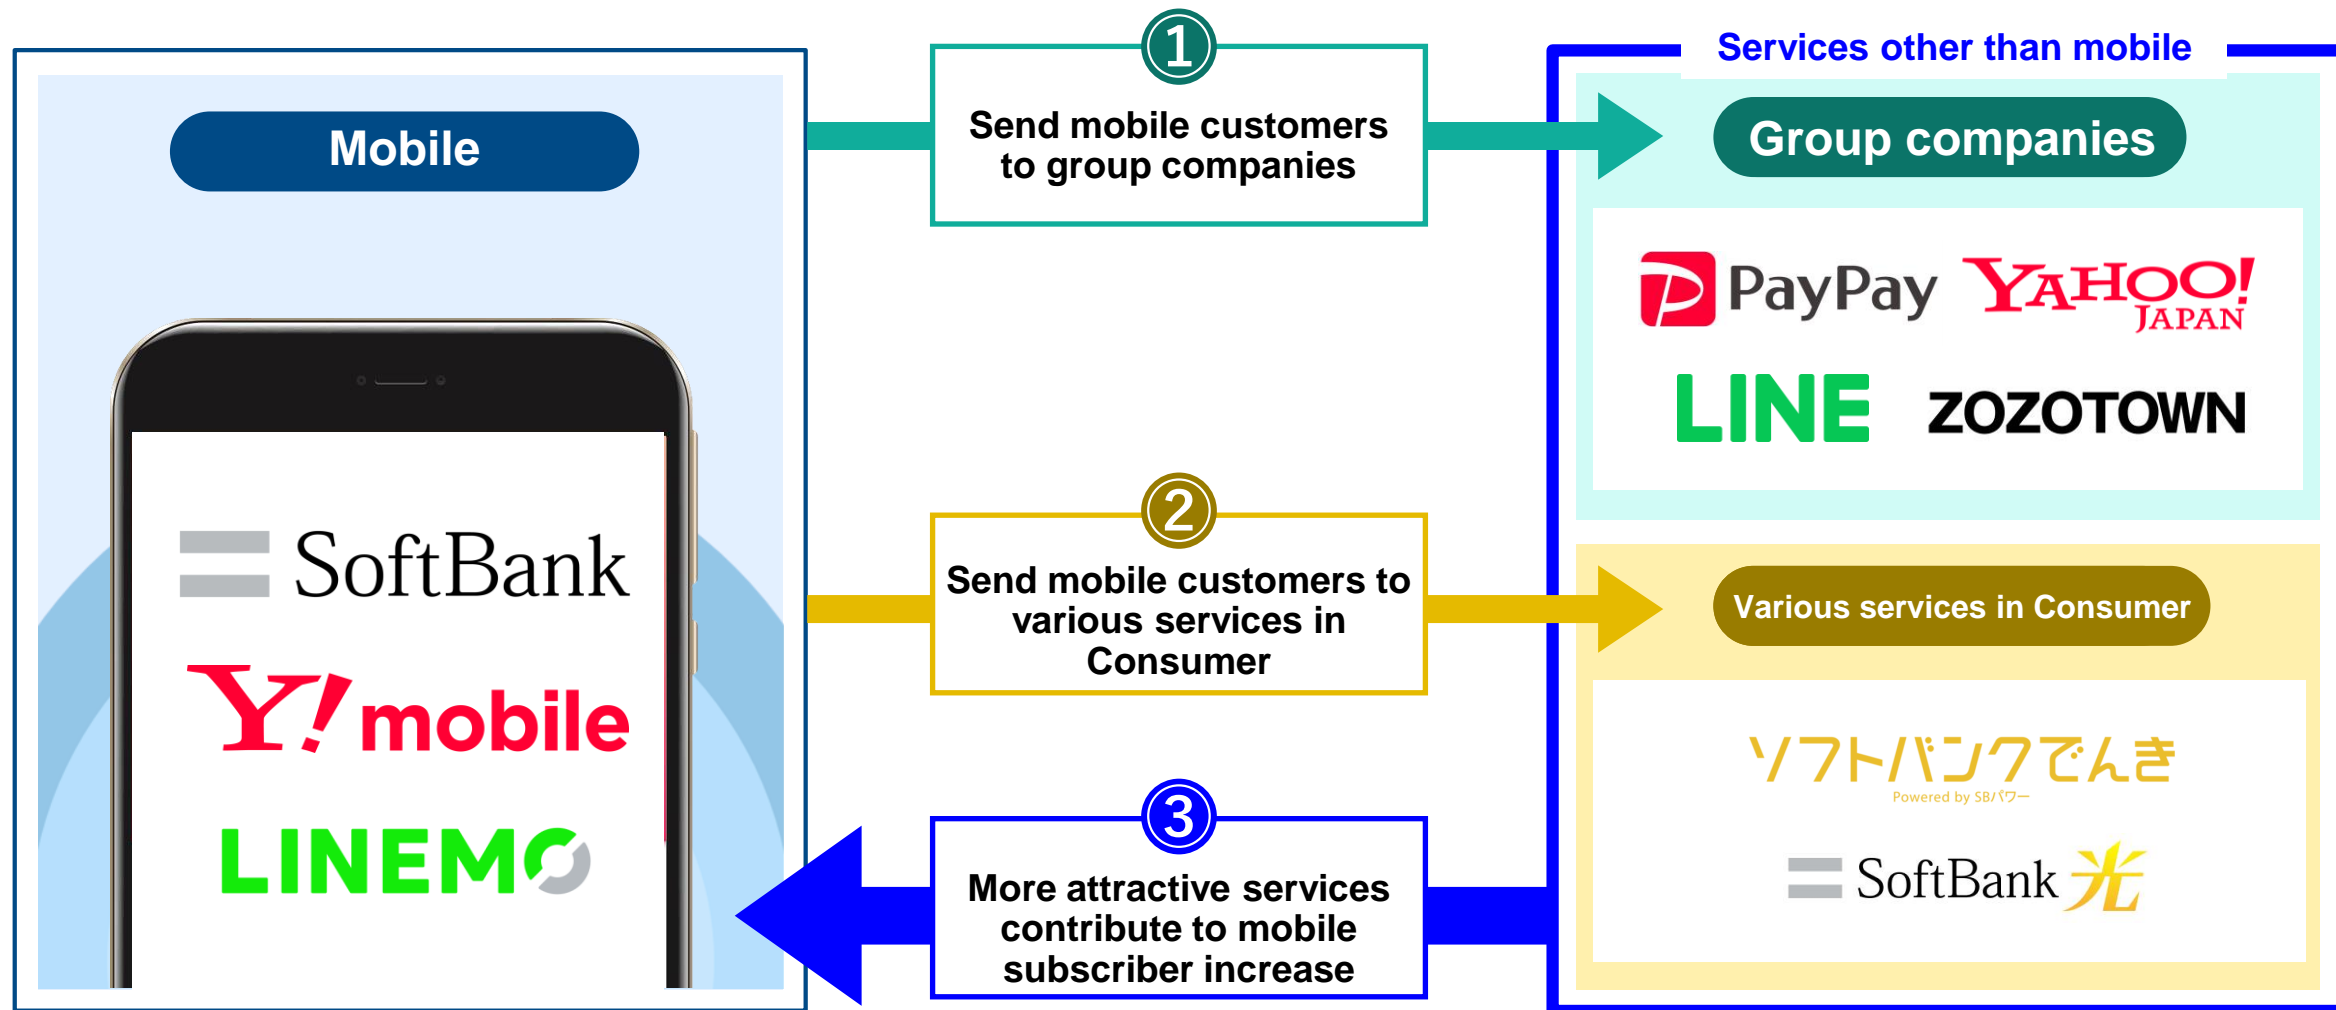 Mobile
SoftBank
Y! mobile
LINEMO
1
Send mobile customers
to group companies
2
Send mobile customers to
various services in
Consumer
3
More attractive services
contribute to mobile
subscriber increase
Services other than mobile
Group companies
PayPay
YAHOO!
JAPAN
LINE
ZOZOTOWN
Various services in Consumer
ソフトバンクでんき
Powered by SBパワー
SoftBank 光